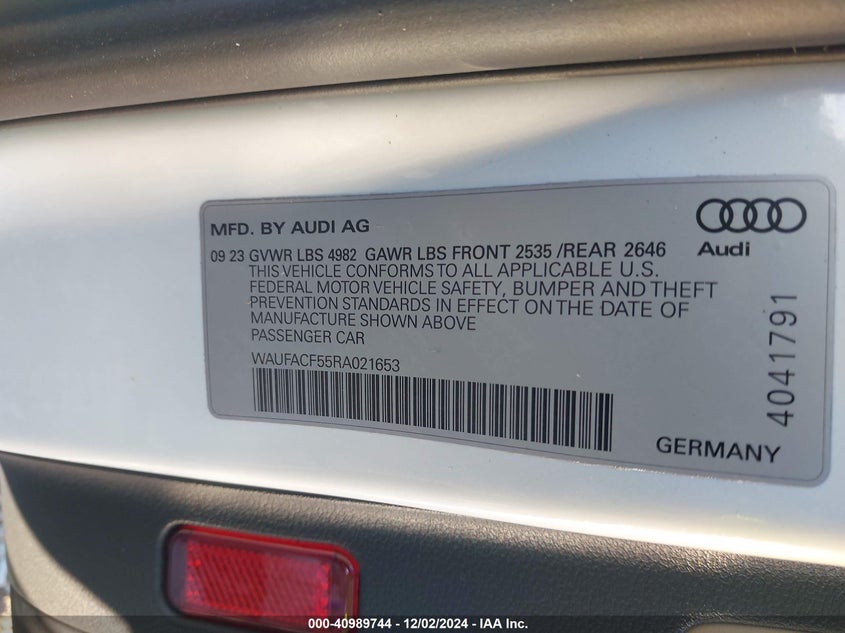 MFD. BY AUDI AG
Audi
09 23 GVWR LBS 4982 GAWR LBS FRONT 2535 /REAR 2646
THIS VEHICLE CONFORMS TO ALL APPLICABLE U.S.
FEDERAL MOTOR VEHICLE SAFETY, BUMPER AND THEFT
PREVENTION STANDARDS IN EFFECT ON THE DATE OF
MANUFACTURE SHOWN ABOVE
PASSENGER CAR
WAUFACF55RA021653
4041791
GERMANY
000-40989744 - 12/02/2024 - IAA Inc.